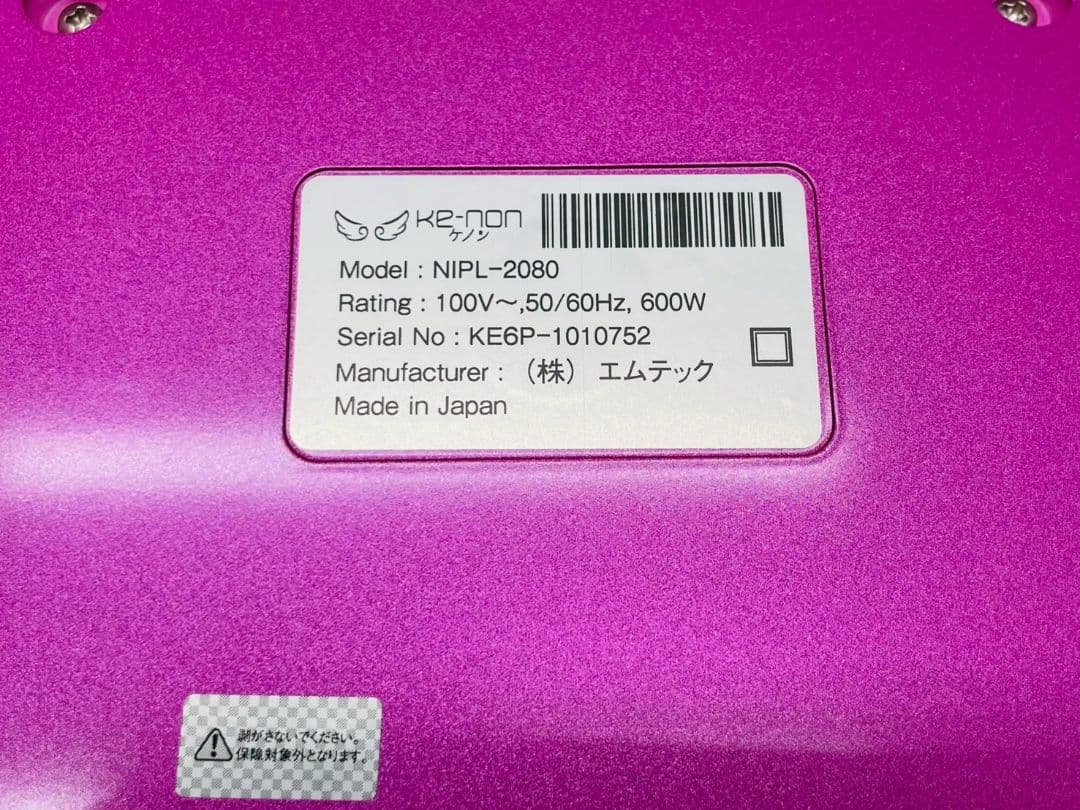 ke-non
ケノン
Model : NIPL-2080
Rating : 100V～,50/60Hz, 600W
Serial No : KE6P-1010752
Manufacturer : （株） エムテック
Made in Japan
剥がさないでください。
保障対象外となります。